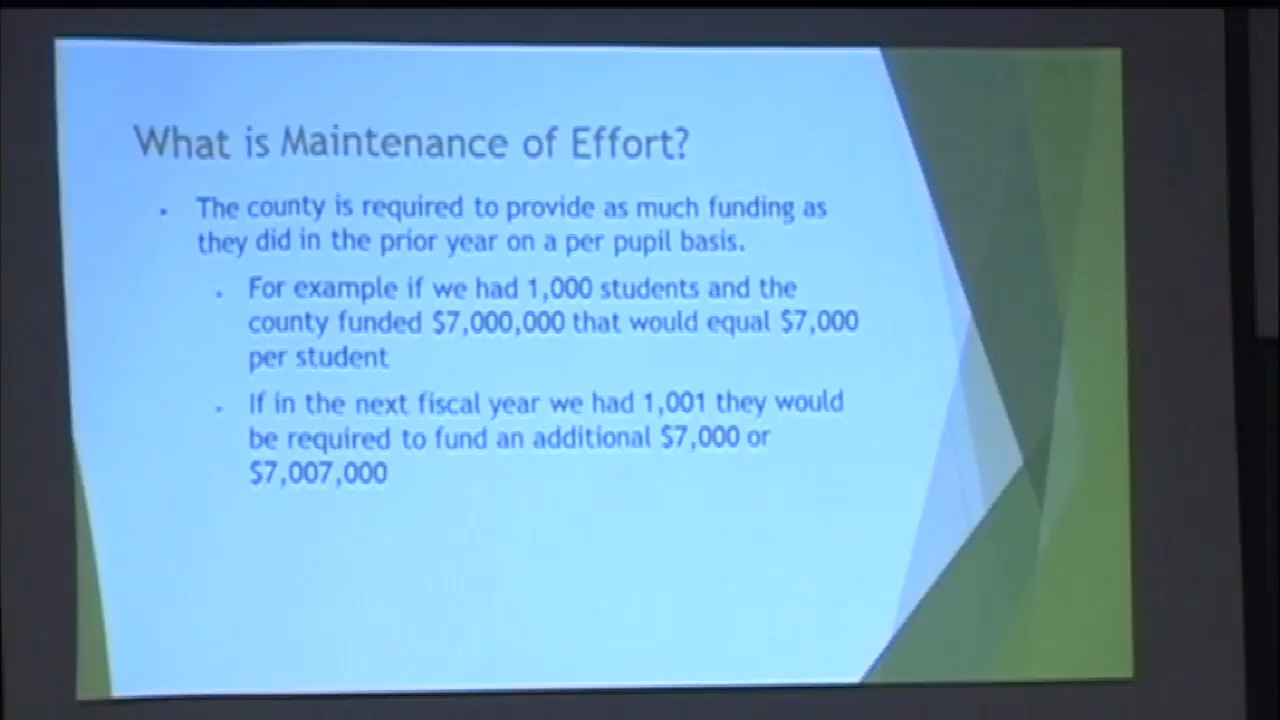 What is Maintenance of Effort?
. The county is required to provide as much funding as
they did in the prior year on a per pupil basis.
. For example if we had 1,000 students and the
county funded $7,000,000 that would equal $7,000
per student
. If in the next fiscal year we had 1,001 they would
be required to fund an additional $7,000 or
$7,007,000